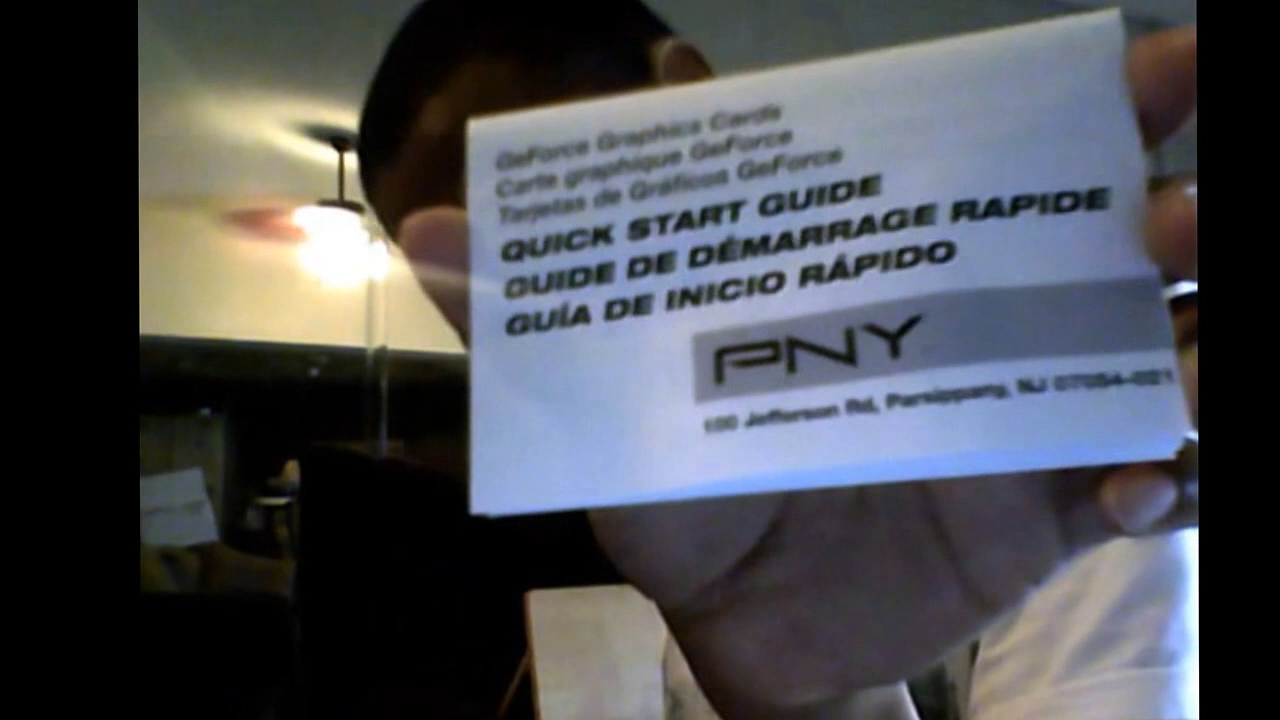 GeForce Graphics Cards
Carte graphique GeForce
Tarjetas de Gráficos GeForce
QUICK START GUIDE
GUIDE DE DÉMARRAGE RAPIDE
GUÍA DE INICIO RÁPIDO
PNY
100 Jefferson Rd, Parsippany, NJ